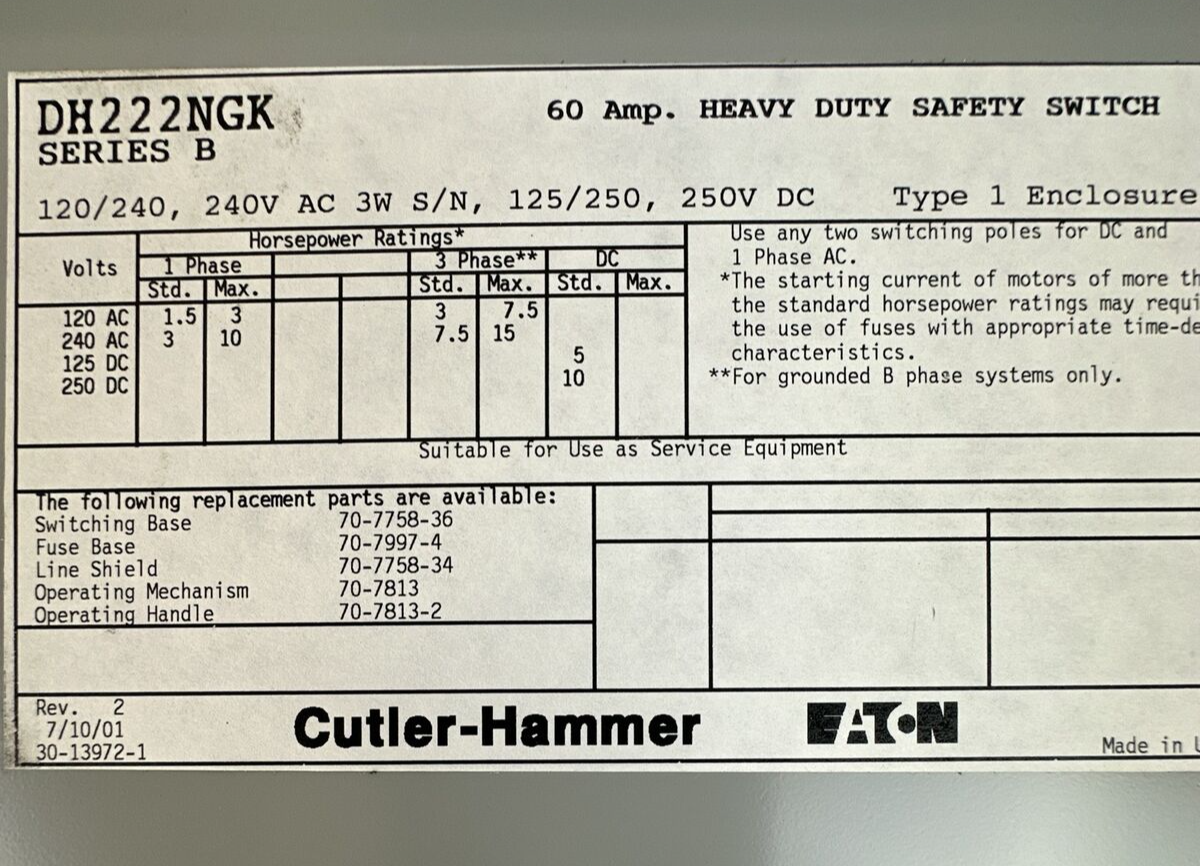 DH222NGK
SERIES B
60 Amp. HEAVY DUTY SAFETY SWITCH
120/240, 240V AC 3W S/N, 125/250, 250V DC Type 1 Enclosure
Horsepower Ratings*
Volts 1 Phase 3 Phase** DC
Std. Max. Std. Max. Std. Max.
120 AC 1.5 3 3 7.5
240 AC 3 10 7.5 15
125 DC 5
250 DC 10
Use any two switching poles for DC and
1 Phase AC.
*The starting current of motors of more
the standard horsepower ratings may
the use of fuses with appropriate
characteristics.
**For grounded B phase systems only.
Suitable for Use as Service Equipment
The following replacement parts are available:
Switching Base 70-7758-36
Fuse Base 70-7997-4
Line Shield 70-7758-34
Operating Mechanism 70-7813
Operating Handle 70-7813-2
Rev. 2
7/10/01
30-13972-1
Cutler-Hammer
EATON
Made in